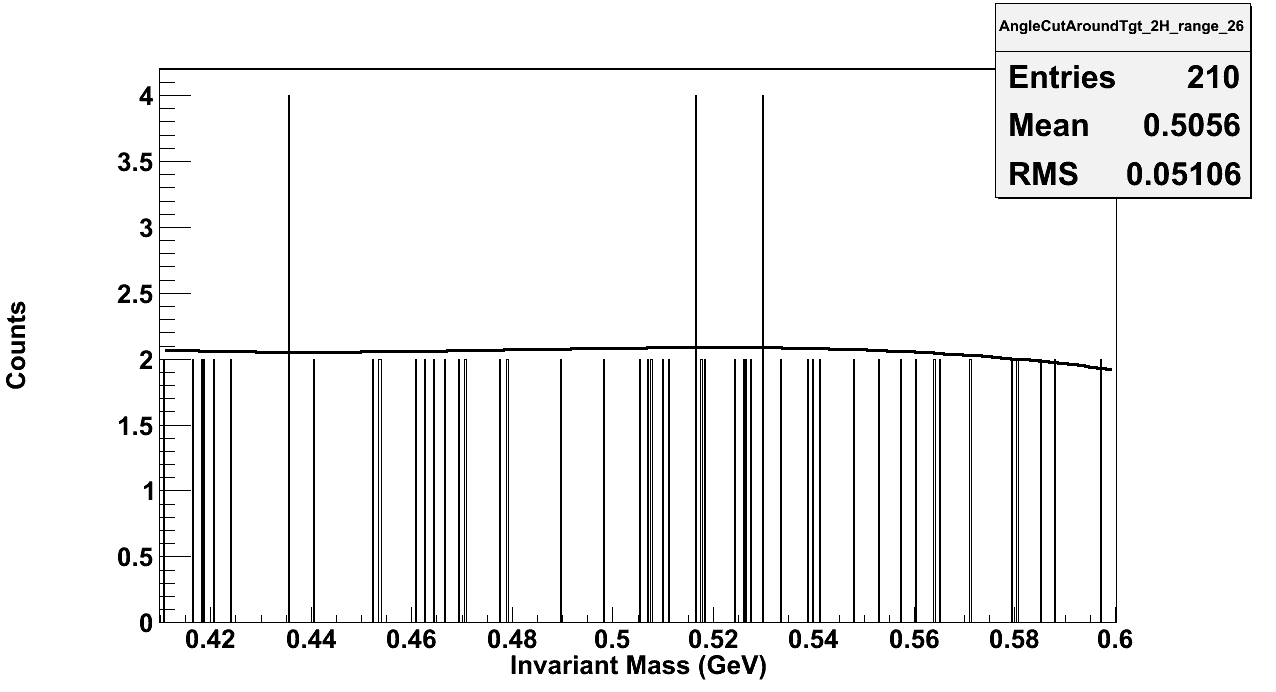 AngleCutAroundTgt_2H_range_26
Entries 210
Mean 0.5056
RMS 0.05106
4
3.5
3
2.5
2
1.5
1
0.5
0
Counts
0.42 0.44 0.46 0.48 0.5 0.52 0.54 0.56 0.58 0.6
Invariant Mass (GeV)